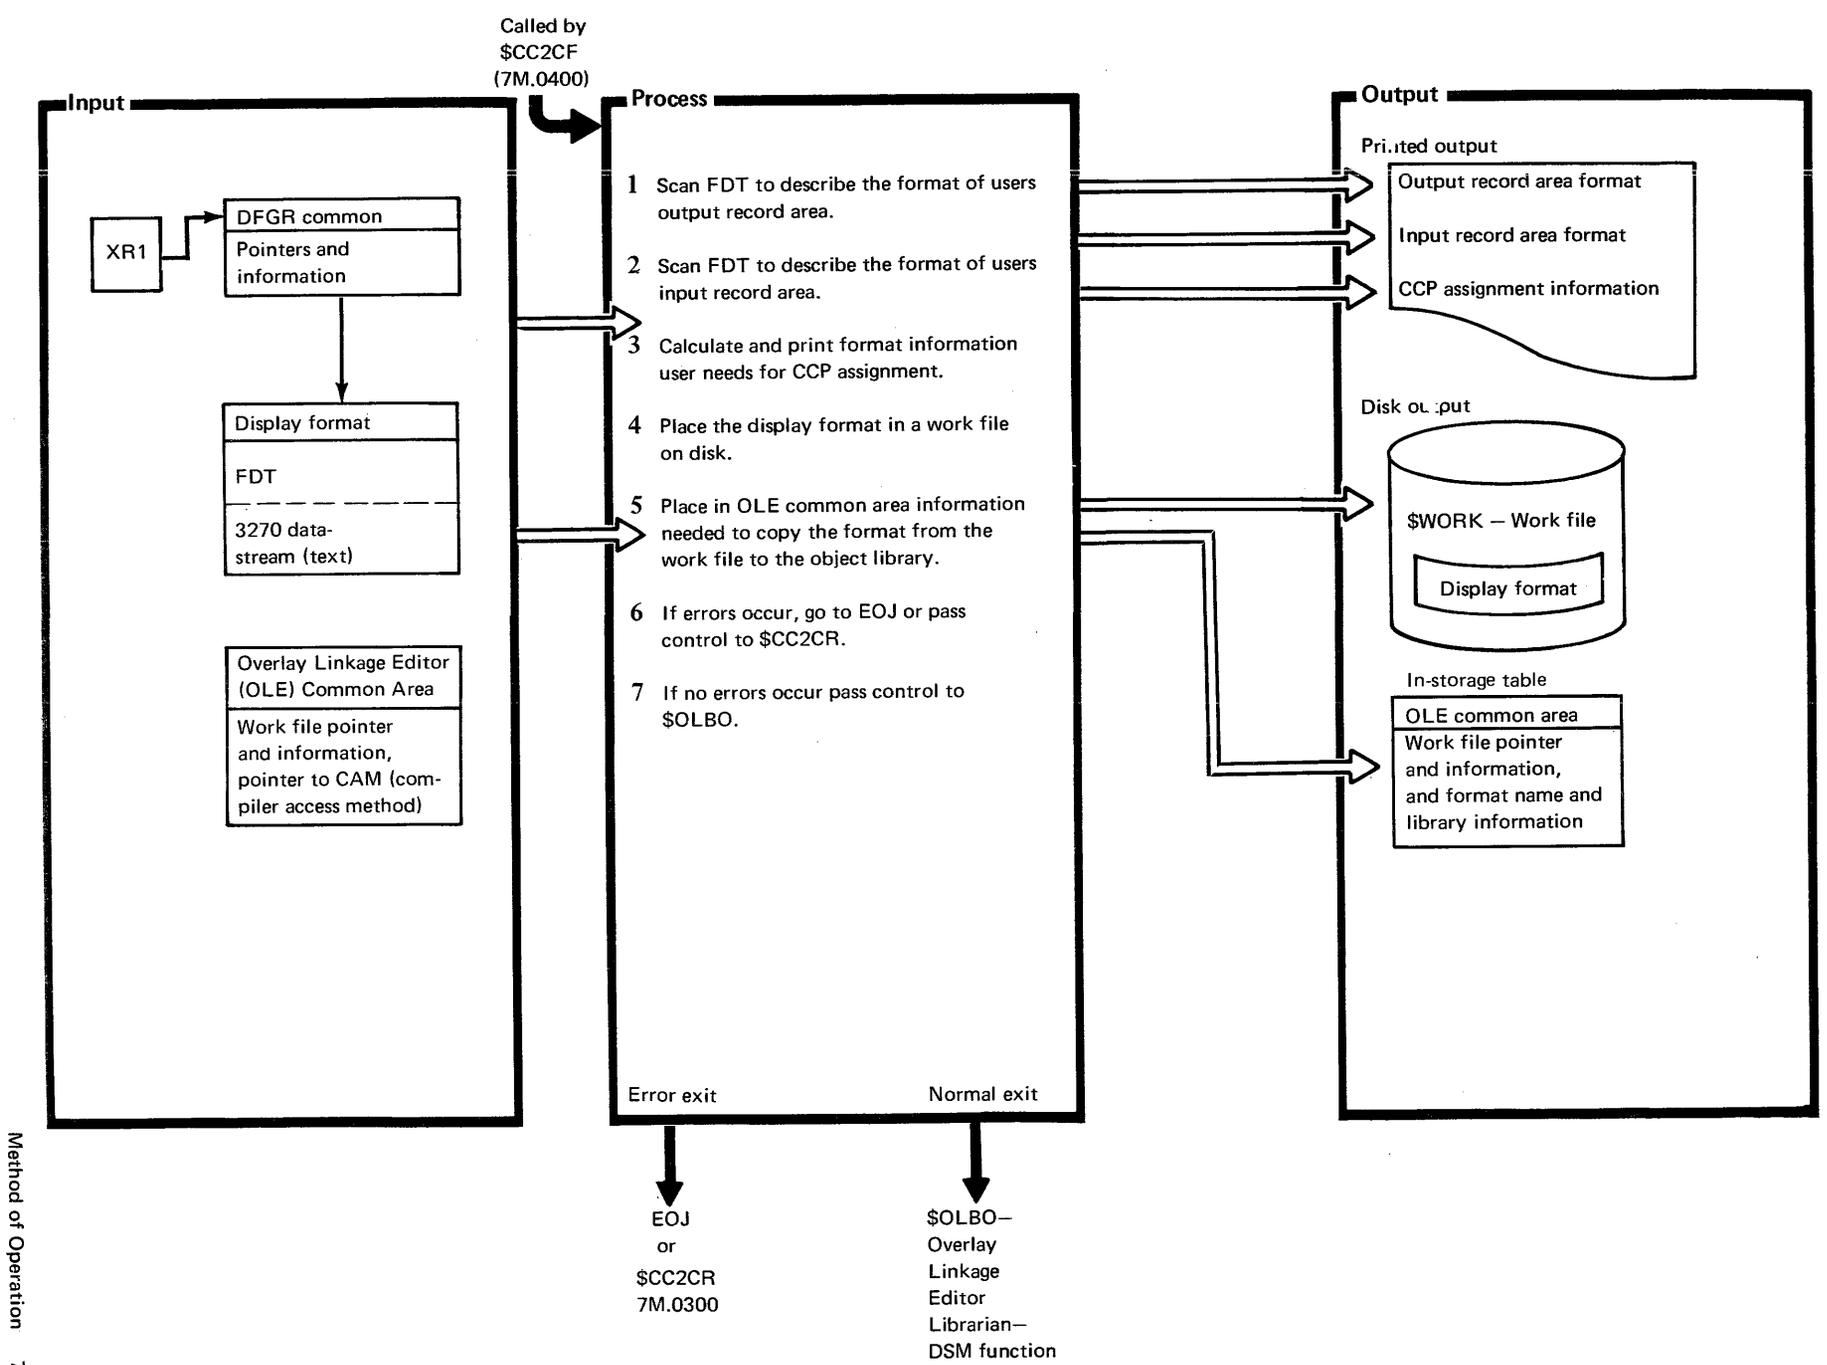 Called by
$CC2CF
(7M.0400)
Input
XR1
DFGR common
Pointers and
information
Display format
FDT
3270 data-
stream (text)
Overlay Linkage Editor
(OLE) Common Area
Work file pointer
and information,
pointer to CAM (com-
piler access method)
Process
1 Scan FDT to describe the format of users
output record area.
2 Scan FDT to describe the format of users
input record area.
3 Calculate and print format information
user needs for CCP assignment.
4 Place the display format in a work file
on disk.
5 Place in OLE common area information
needed to copy the format from the
work file to the object library.
6 If errors occur, go to EOJ or pass
control to $CC2CR.
7 If no errors occur pass control to
$OLBO.
Error exit
Normal exit
EOJ
or
$CC2CR
7M.0300
$OLBO—
Overlay
Linkage
Editor
Librarian—
DSM function
Output
Printed output
Output record area format
Input record area format
CCP assignment information
Disk output
$WORK — Work file
Display format
In-storage table
OLE common area
Work file pointer
and information,
and format name and
library information
Method of Operation